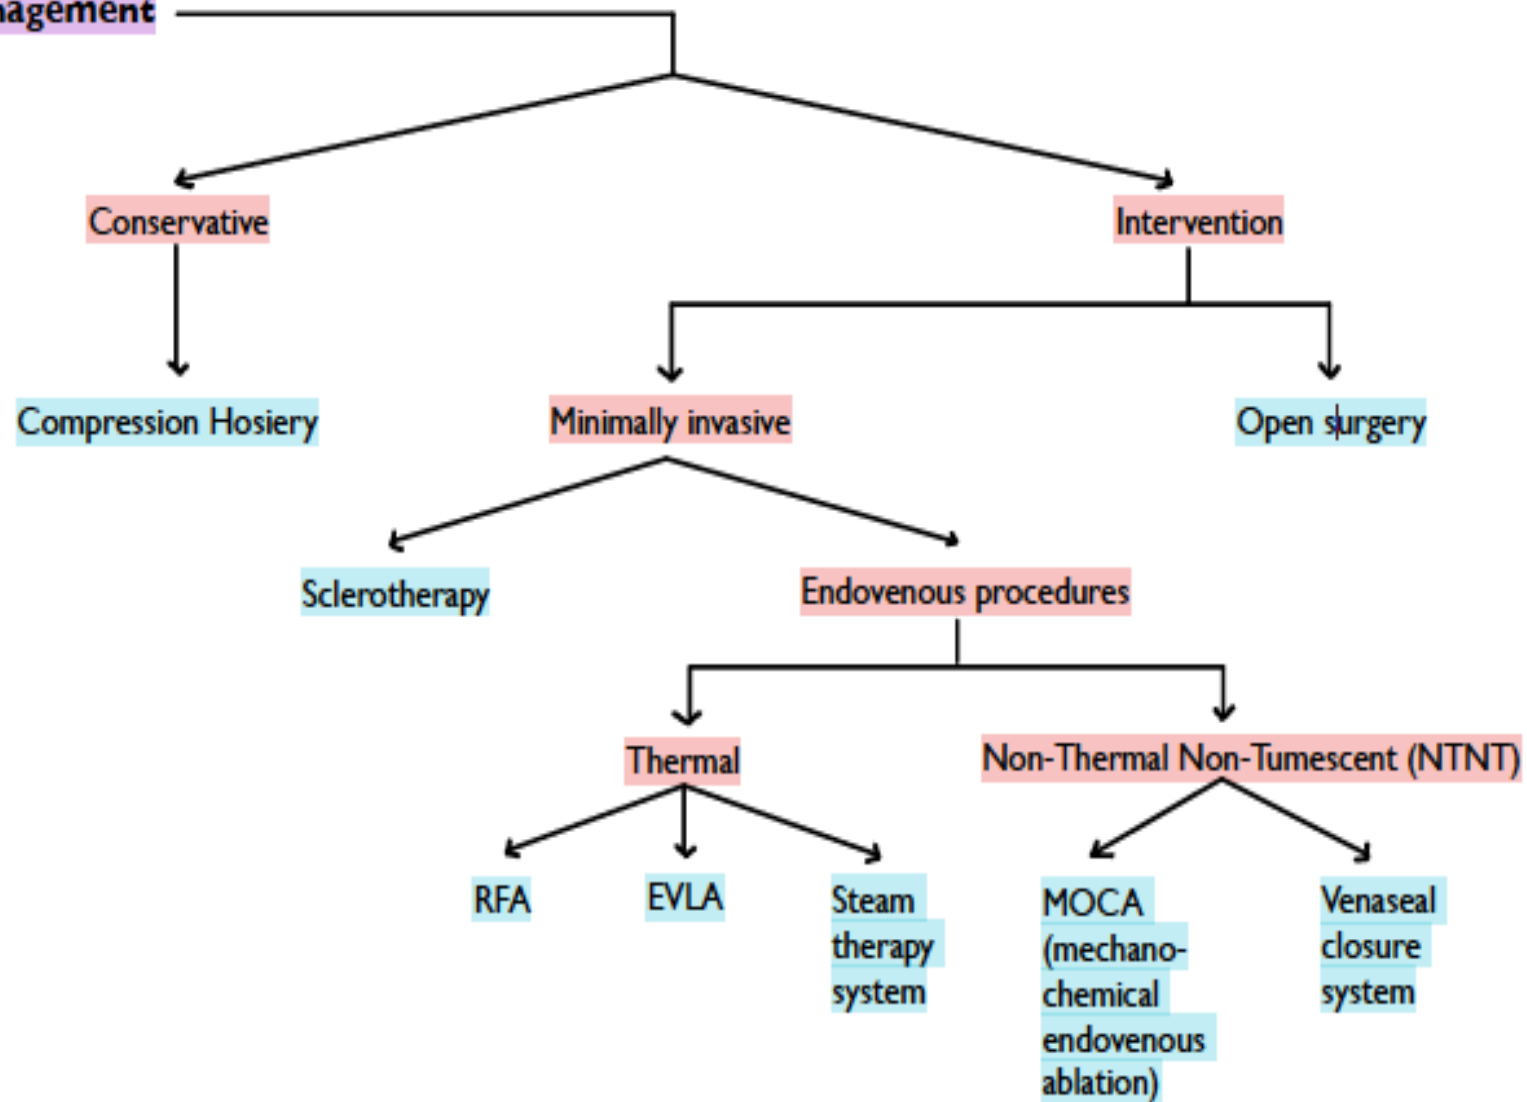 nagement
Conservative
Intervention
Compression Hosiery
Minimally invasive
Open surgery
Sclerotherapy
Endovenous procedures
Thermal
Non-Thermal Non-Tumescent (NTNT)
RFA
EVLA
Steam
therapy
system
MOCA
(mechano-
chemical
endovenous
ablation)
Venaseal
closure
system